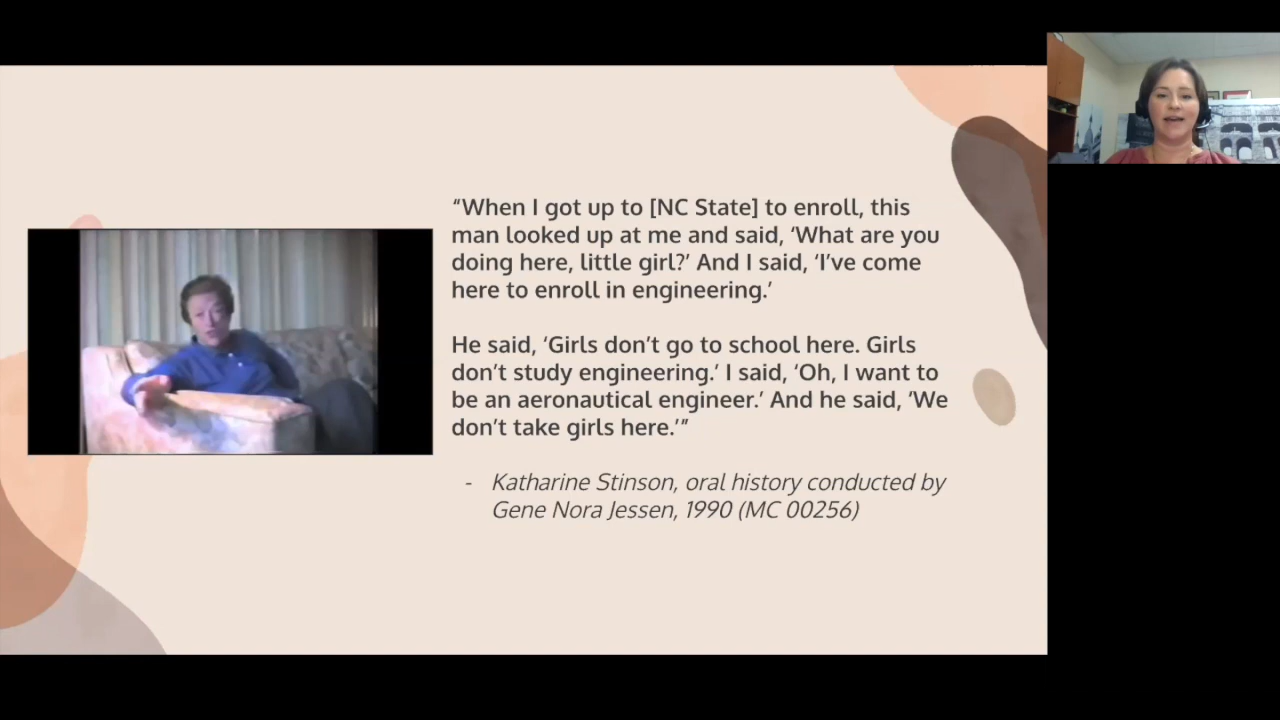 “When I got up to [NC State] to enroll, this
man looked up at me and said, ‘What are you
doing here, little girl?’ And I said, ‘I’ve come
here to enroll in engineering.’
He said, ‘Girls don’t go to school here. Girls
don’t study engineering.’ I said, ‘Oh, I want to
be an aeronautical engineer.’ And he said, ‘We
don’t take girls here.’”
- Katharine Stinson, oral history conducted by
Gene Nora Jessen, 1990 (MC 00256)